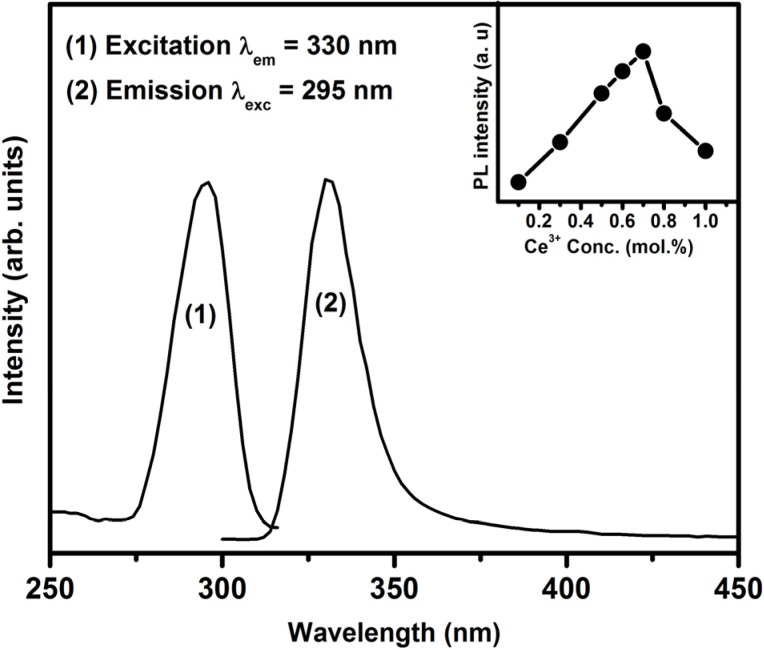 (1) Excitation λem = 330 nm
(2) Emission λexc = 295 nm
PL intensity (a. u)
0.2 0.4 0.6 0.8 1.0
Ce3+ Conc. (mol.%)
Intensity (arb. units)
(1)
(2)
250 300 350 400 450
Wavelength (nm)